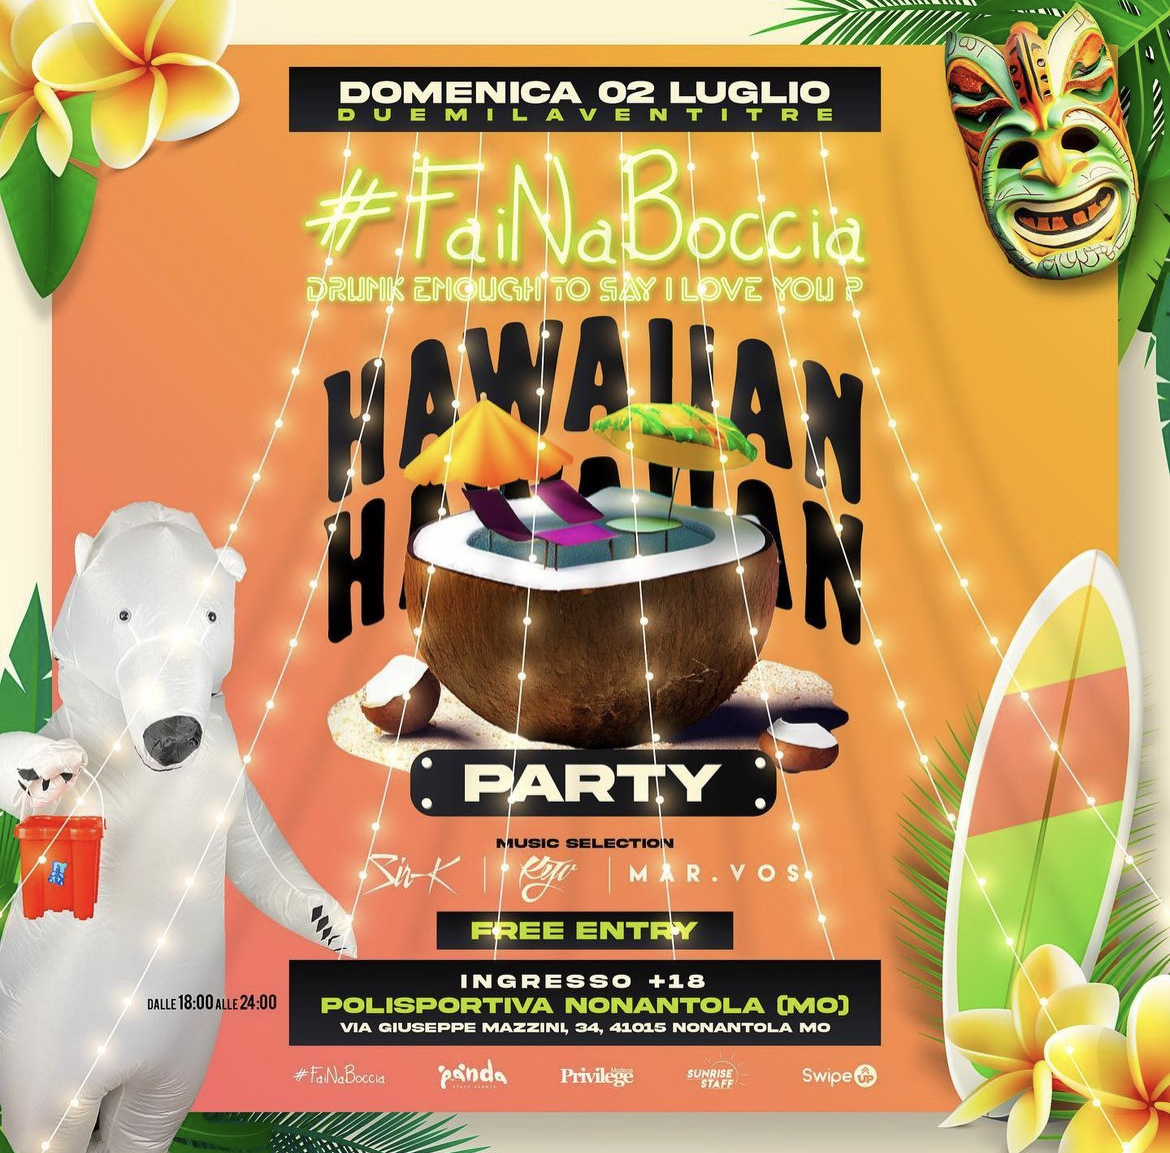 DOMENICA 02 LUGLIO
DUEMILAVENTITRE
#FaiNaBoccia
DRUNK ENOUGH TO SAY I LOVE YOU ?
HAWAIIAN
HAWAIIAN
PARTY
MUSIC SELECTION
Sir-K | Ryv | MAR.VOS
FREE ENTRY
INGRESSO +18
DALLE 18:00 ALLE 24:00
POLISPORTIVA NONANTOLA (MO)
VIA GIUSEPPE MAZZINI, 34, 41015 NONANTOLA MO
#FaiNaBoccia panda Privilege Modena SUNRISE STAFF Swipe UP